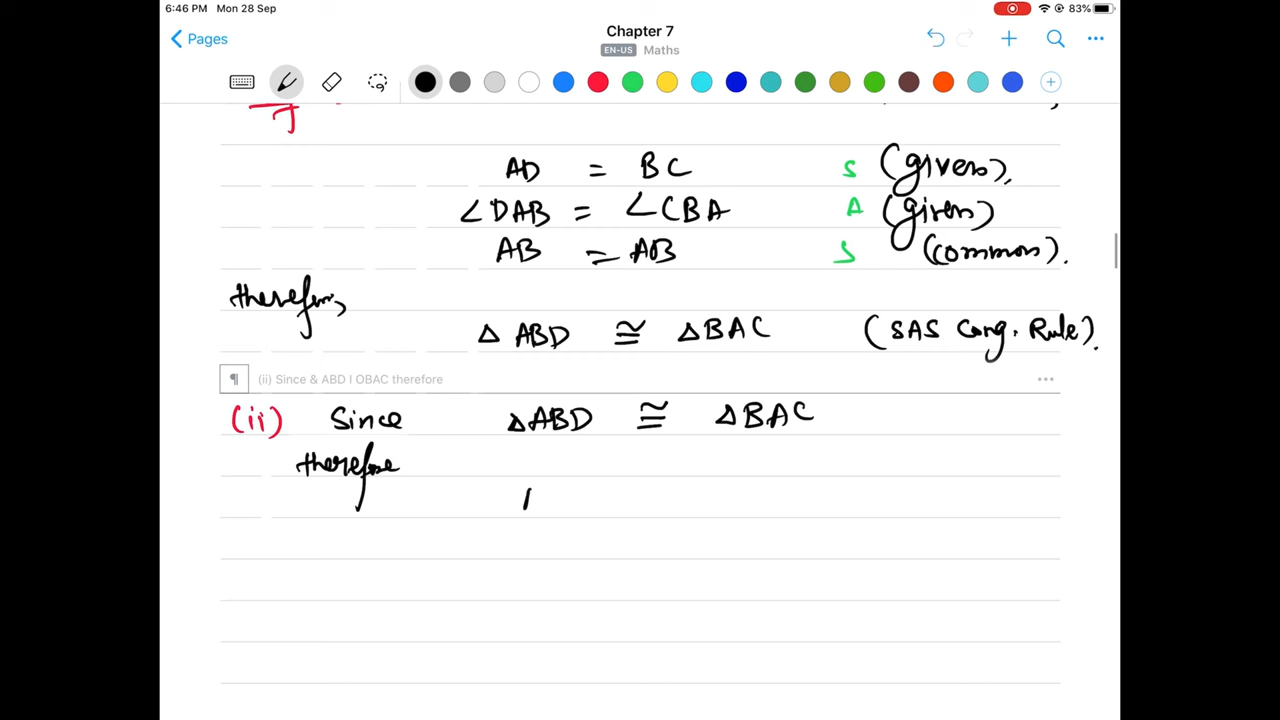 6:46 PM Mon 28 Sep 83%
Pages
Chapter 7
EN-US Maths
AD = BC S (given).
∠DAB = ∠CBA A (given)
AB = AB S (common).
therefore,
Δ ABD ≅ Δ BAC (SAS Cong. Rule).
(ii) Since & ABD I OBAC therefore
(ii) Since Δ ABD ≅ Δ BAC
therefore